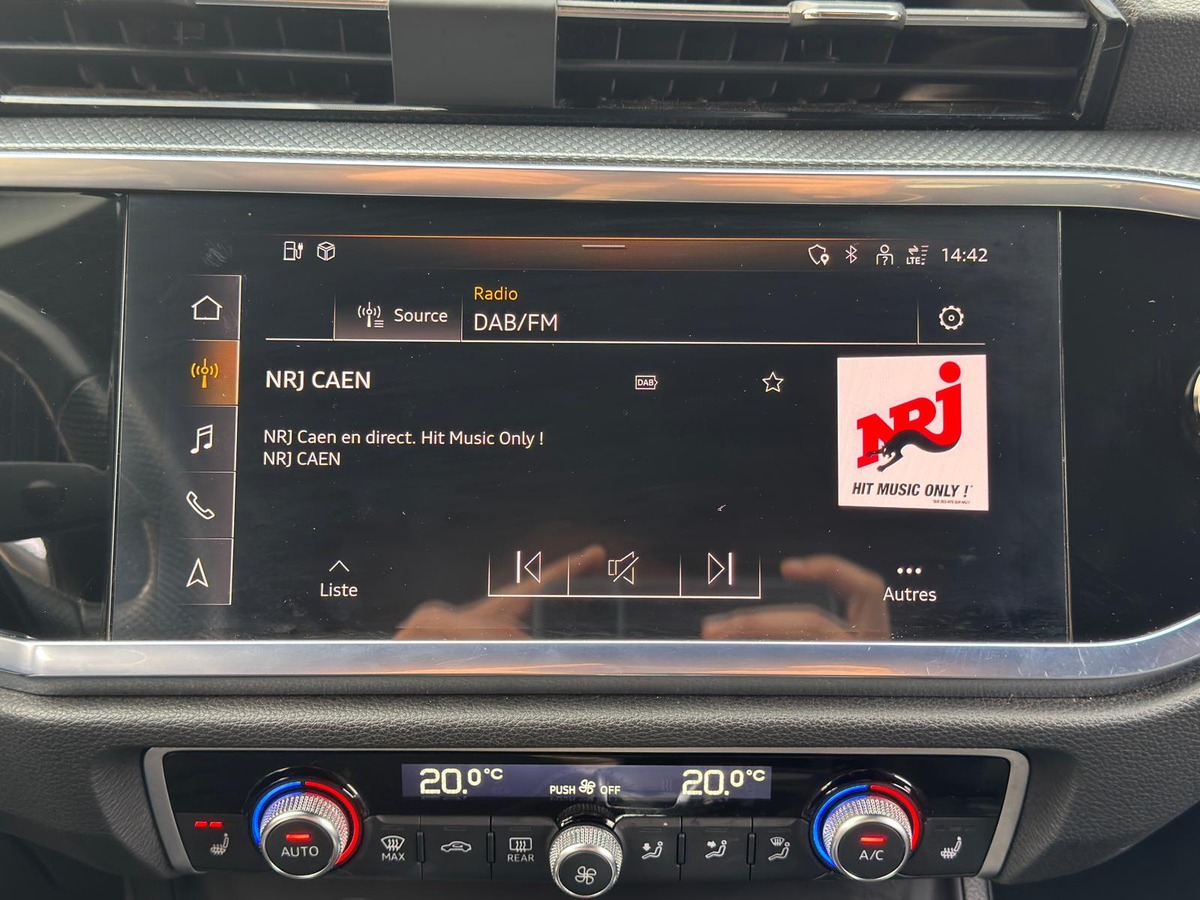 LTE 14:42
Radio
Source DAB/FM
NRJ CAEN DAB
NRJ Caen en direct. Hit Music Only !
NRJ CAEN
NRJ
HIT MUSIC ONLY !
Liste
Autres
20.0°C PUSH OFF 20.0°C
AUTO MAX REAR A/C